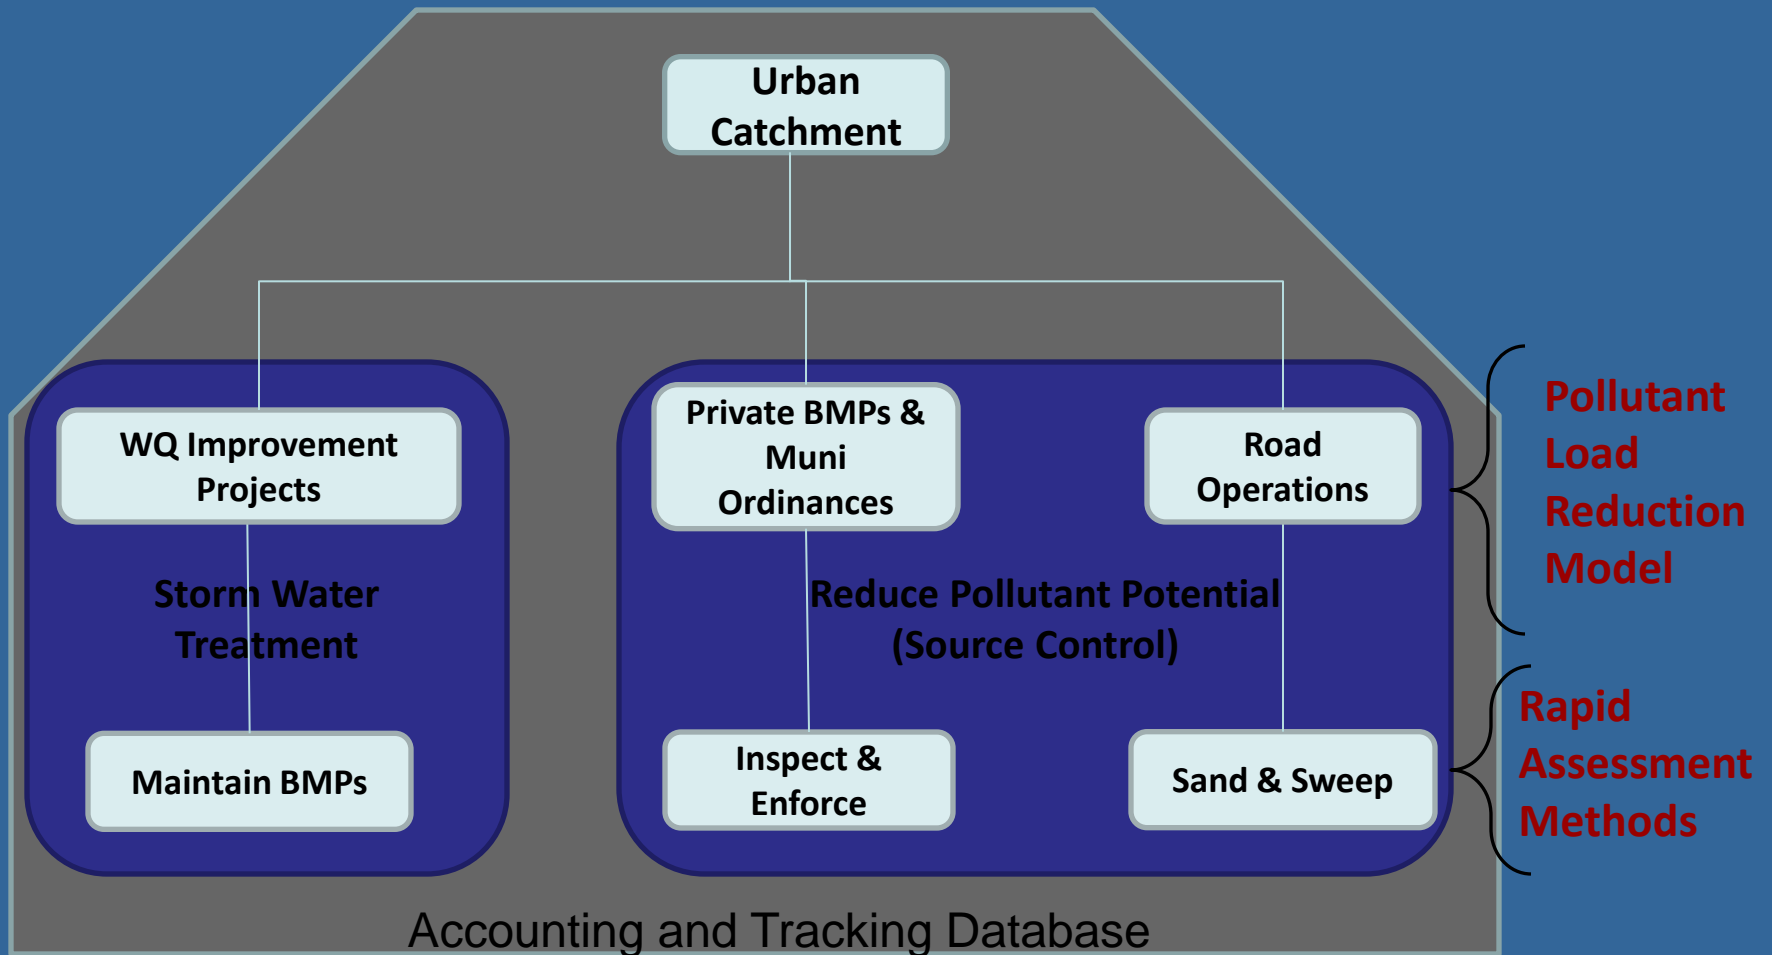 Urban
Catchment
WQ Improvement
Projects
Private BMPs &
Muni
Ordinances
Road
Operations
Pollutant
Load
Reduction
Model
Storm Water
Treatment
Reduce Pollutant Potential
(Source Control)
Maintain BMPs
Inspect &
Enforce
Sand & Sweep
Rapid
Assessment
Methods
Accounting and Tracking Database